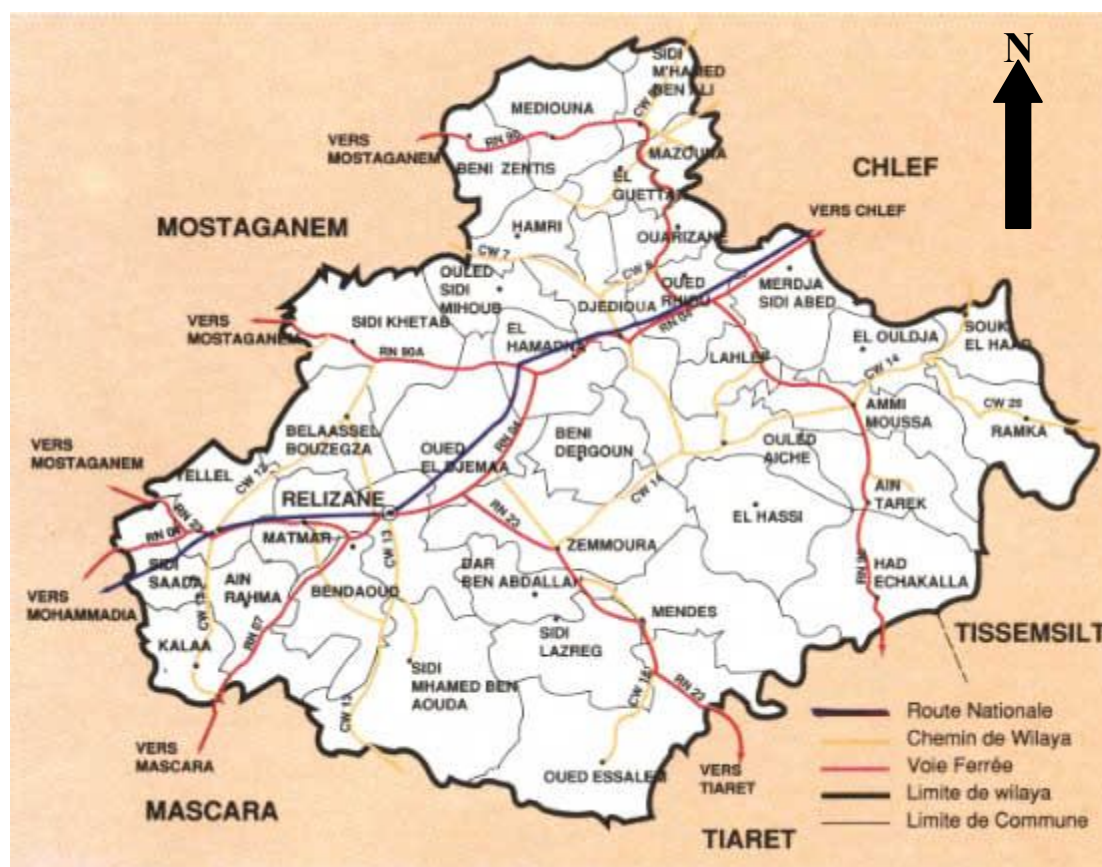 N
SIDI
M'HAMED
BEN ALI
MEDIOUNA
VERS
MOSTAGANEM
RN 90
BENI ZENTIS
MAZOUNA
EL
GUETTAR
CHLEF
VERS CHLEF
MOSTAGANEM
HAMRI
OUARIZANE
CW 7
OULED
SIDI
MIHOUB
OUED
RHIOU
MERDJA
SIDI ABED
DJEDIOUA
VERS
MOSTAGANEM
SIDI KHETAB
EL
HAMADNA
RN 90A
LAHLEF
EL OULDJA
SOUK
EL HAAD
CW 14
CW 26
RAMKA
AMMI
MOUSSA
VERS
MOSTAGANEM
BELAASSEL
BOUZEGZA
OUED
EL DJEMAA
RN 04
BENI
DERGOUN
OULED
AICHE
YELLEL
RELIZANE
CW 14
AIN
TAREK
EL HASSI
RN 23
MATMAR
ZEMMOURA
SIDI
SAADA
AIN
RAHMA
BENDAOUD
CW 13
DAR
BEN ABDALLAH
HAD
ECHAKALLA
VERS
MOHAMMADIA
KALAA
MENDES
SIDI
LAZREG
TISSEMSILT
SIDI
MHAMED BEN
AOUDA
RN 23
CW 13
VERS
MASCARA
OUED ESSALEM
VERS
TIARET
MASCARA
TIARET
Route Nationale
Chemin de Wilaya
Voie Ferrée
Limite de wilaya
Limite de Commune